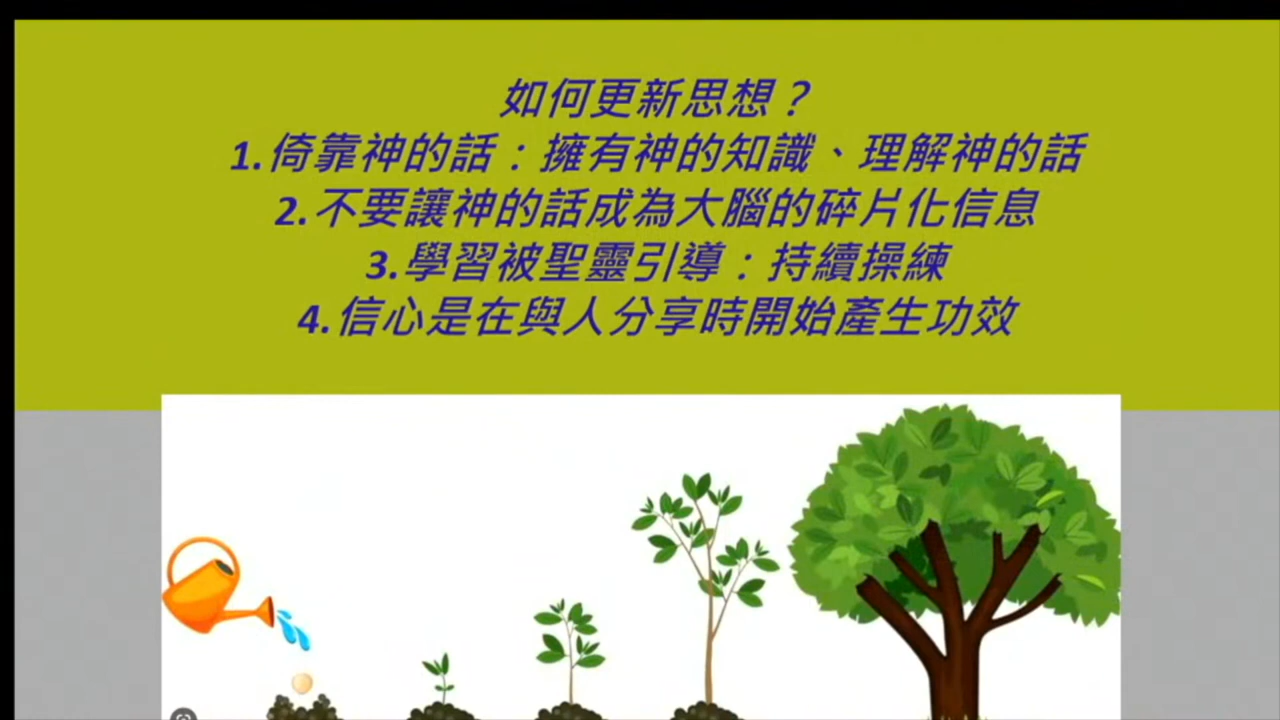 如何更新思想？
1.倚靠神的話：擁有神的知識、理解神的話
2.不要讓神的話成為大腦的碎片化信息
3.學習被聖靈引導：持續操練
4.信心是在與人分享時開始產生功效